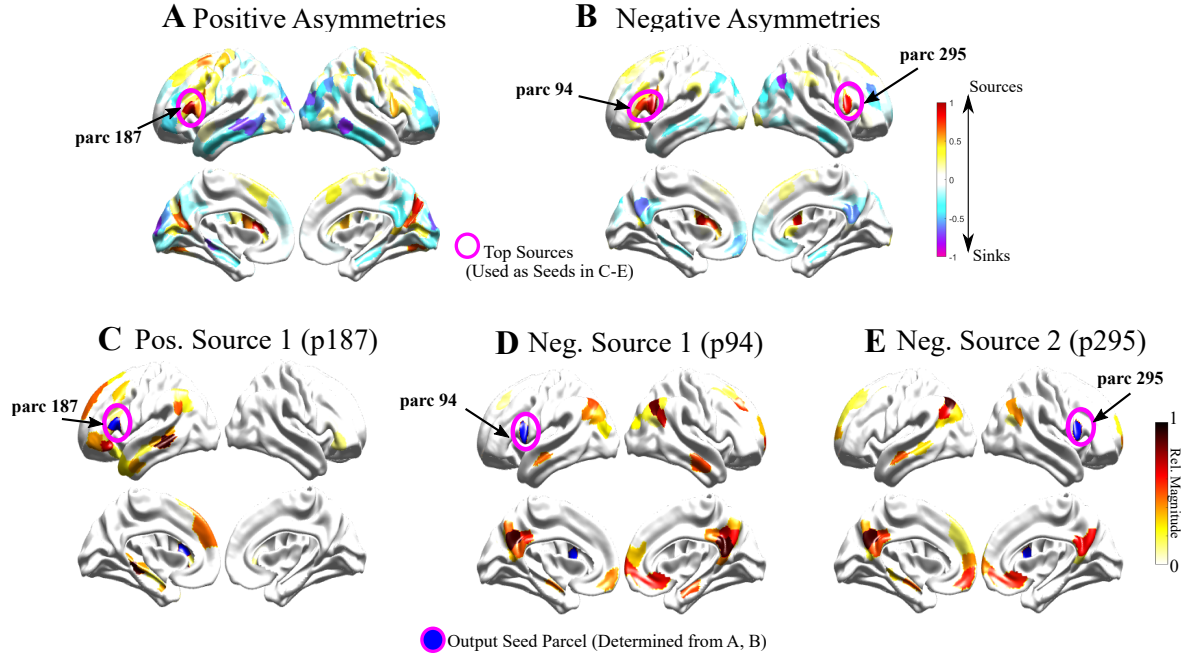 A Positive Asymmetries
B Negative Asymmetries
parc 187
parc 94
parc 295
Sources
1
0.5
0
-0.5
-1
Sinks
Top Sources
(Used as Seeds in C-E)
C Pos. Source 1 (p187)
D Neg. Source 1 (p94)
E Neg. Source 2 (p295)
parc 187
parc 94
parc 295
1
Rel. Magnitude
0
Output Seed Parcel (Determined from A, B)